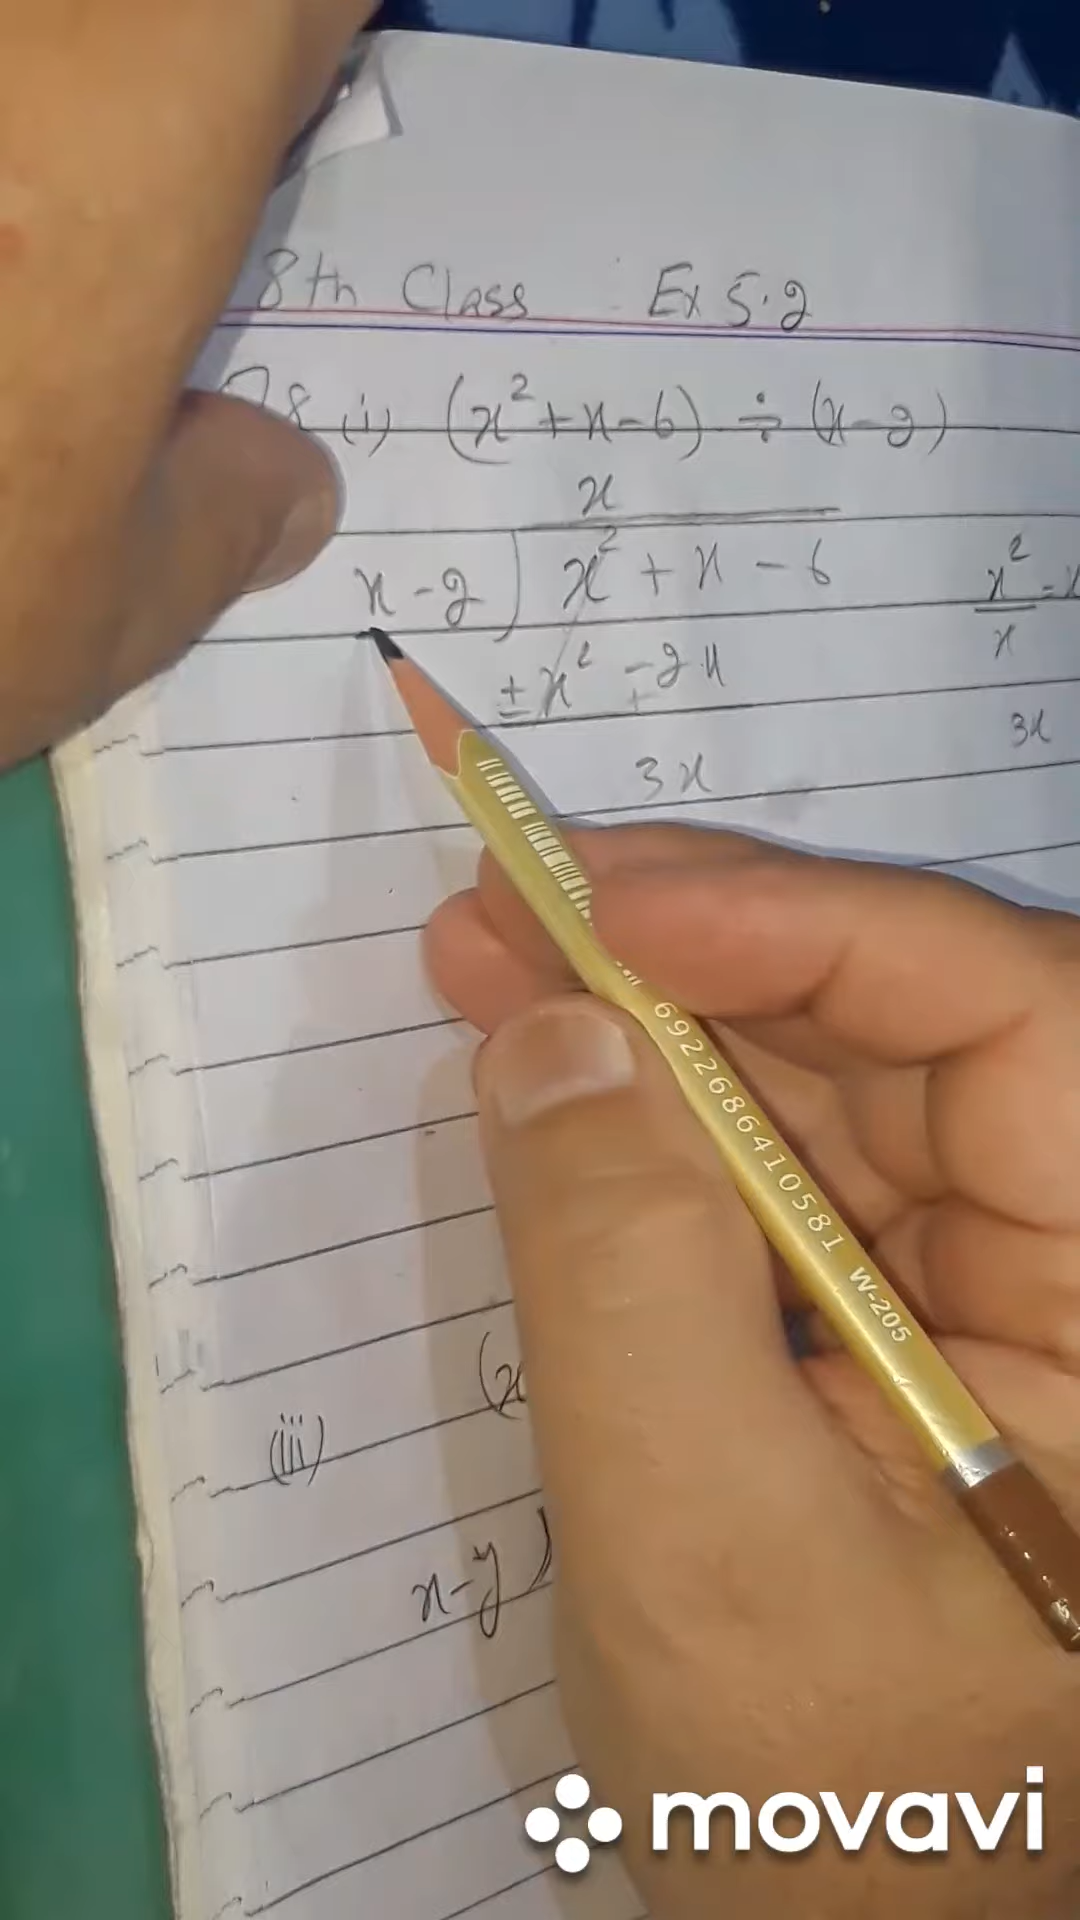 8th Class Ex 5.2
Q8 (i) (x² + x - 6) ÷ (x - 2)
x
x - 2 ) x² + x - 6
x² / x = x
± x² - 2x
+
3x
3x
(iii) (x
x - y )
6922686410581 W-205
movavi